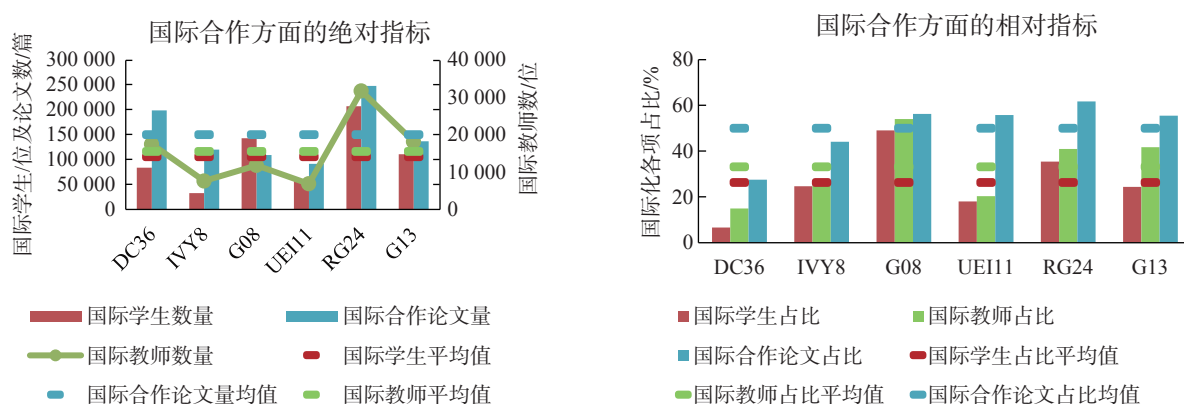 国际合作方面的绝对指标
国际学生/位及论文数/篇
300 000
250 000
200 000
150 000
100 000
50 000
0
40 000
30 000
20 000
10 000
0
国际教师数/位
DC36
IVY8
G08
UEI11
RG24
G13
国际学生数量
国际合作论文量
国际教师数量
国际学生平均值
国际合作论文量均值
国际教师平均值
国际合作方面的相对指标
国际化各项占比/%
80
60
40
20
0
DC36
IVY8
G08
UEI11
RG24
G13
国际学生占比
国际教师占比
国际合作论文占比
国际学生占比平均值
国际教师占比平均值
国际合作论文占比均值